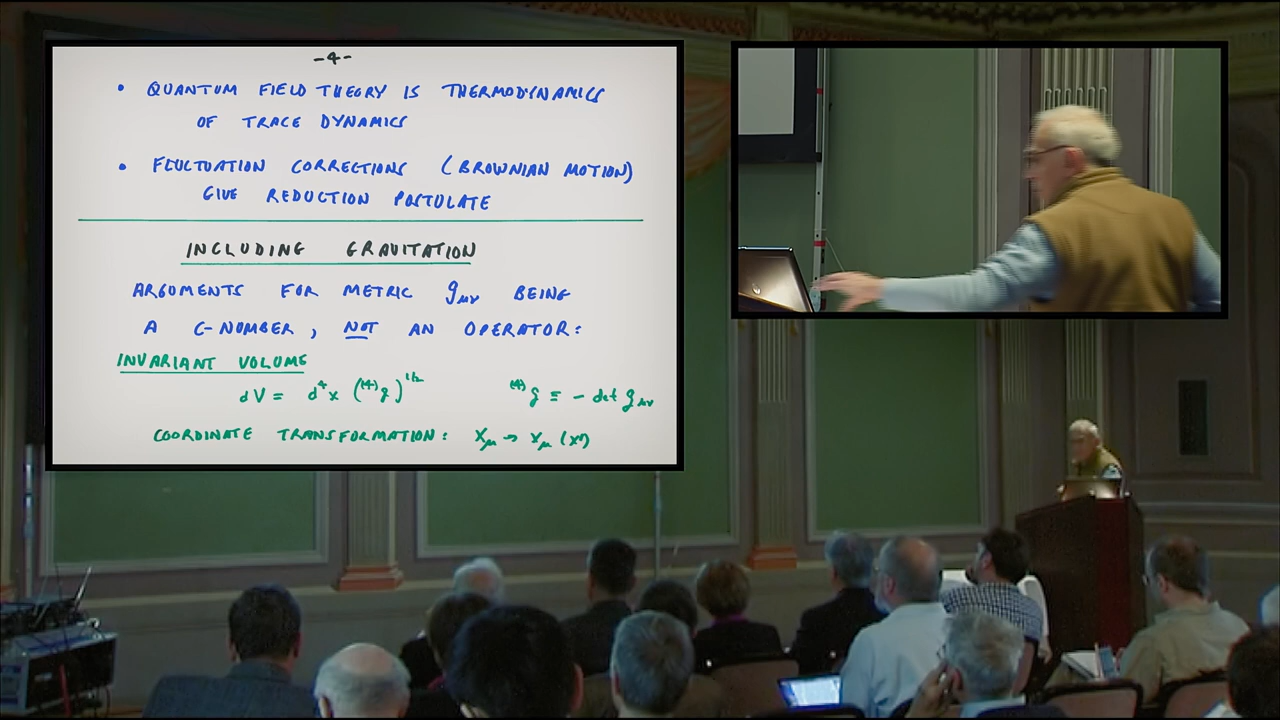 -4-
• QUANTUM FIELD THEORY IS THERMODYNAMICS
OF TRACE DYNAMICS
• FLUCTUATION CORRECTIONS (BROWNIAN MOTION)
GIVE REDUCTION POSTULATE
INCLUDING GRAVITATION
ARGUMENTS FOR METRIC gμν BEING
A C-NUMBER, NOT AN OPERATOR:
INVARIANT VOLUME
dV = d⁴x (⁽⁴⁾g)^1/2 ⁽⁴⁾g ≡ - det gμν
COORDINATE TRANSFORMATION: xμ → xμ(x')